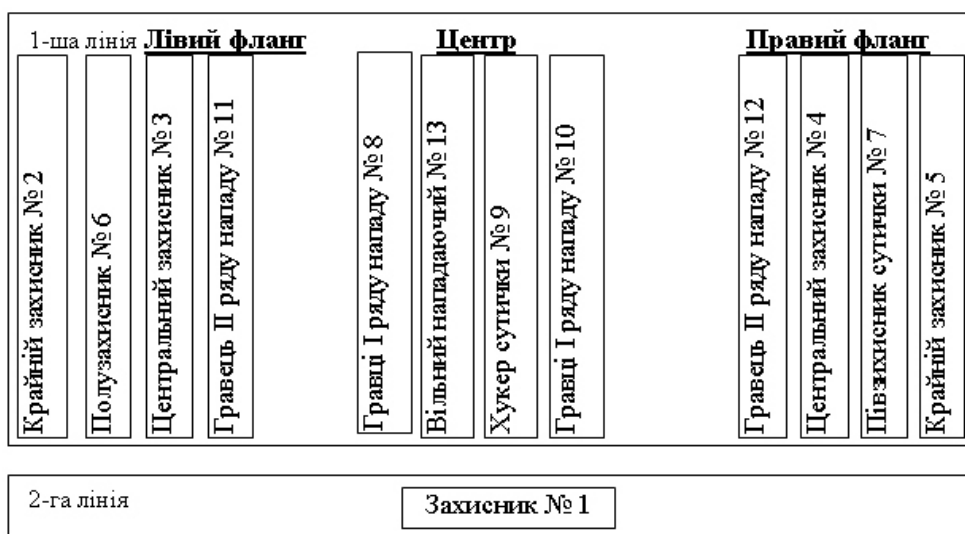 1-ша лінія Лівий фланг Центр Правий фланг
Крайній захисник № 2
Полузахисник № 6
Центральний захисник № 3
Гравець II ряду нападу № 11
Гравці I ряду нападу № 8
Вільний нападаючий № 13
Хукер сутички № 9
Гравці I ряду нападу № 10
Гравець II ряду нападу № 12
Центральний захисник № 4
Півзихисник сутички № 7
Крайній захисник № 5
2-га лінія
Захисник № 1